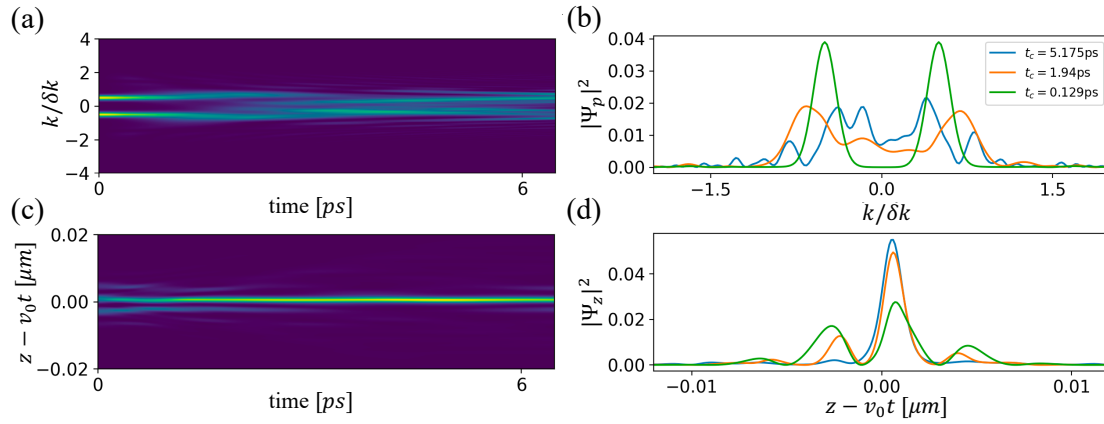 (a)
4
2
0
−2
−4
k/δk
0
6
time [ps]
(b)
0.04
0.03
0.02
0.01
0.00
|Ψp|²
t_c = 5.175ps
t_c = 1.94ps
t_c = 0.129ps
−1.5
0.0
1.5
k/δk
(c)
0.02
0.00
−0.02
z − v₀t [μm]
0
6
time [ps]
(d)
0.04
0.02
0.00
|Ψz|²
−0.01
0.00
0.01
z − v₀t [μm]